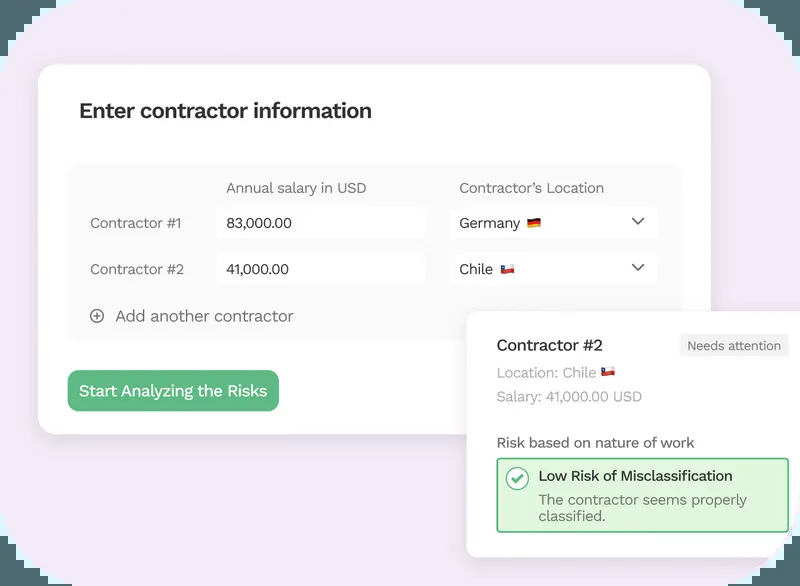 Enter contractor information
Annual salary in USD Contractor’s Location
Contractor #1 83,000.00 Germany
Contractor #2 41,000.00 Chile
Add another contractor
Start Analyzing the Risks
Contractor #2 Needs attention
Location: Chile
Salary: 41,000.00 USD
Risk based on nature of work
Low Risk of Misclassification
The contractor seems properly
classified.